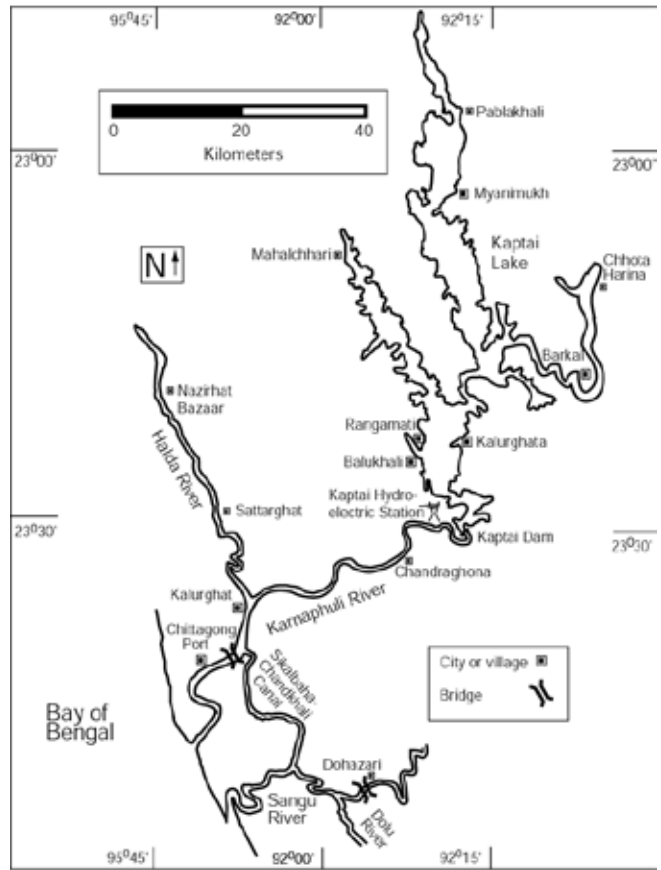 95°45'
92°00'
92°15'
0
20
40
Kilometers
Pablakhali
23°00'
23°00'
Myanimukh
Kaptai
Lake
Mahalchhari
N
Chhota
Harina
Barkal
Nazirhat
Bazaar
Rangamati
Kalurghata
Balukhali
Halda River
Kaptai Hydro-
electric Station
Sattarghat
23°30'
23°30'
Kaptai Dam
Chandraghona
Kalurghat
Karnaphuli River
Chittagong
Port
Sikalbaha-
Chandkhali
Canal
City or village
Bridge
Bay of
Bengal
Dohazari
Sangu
River
Dolu
River
95°45'
92°00'
92°15'